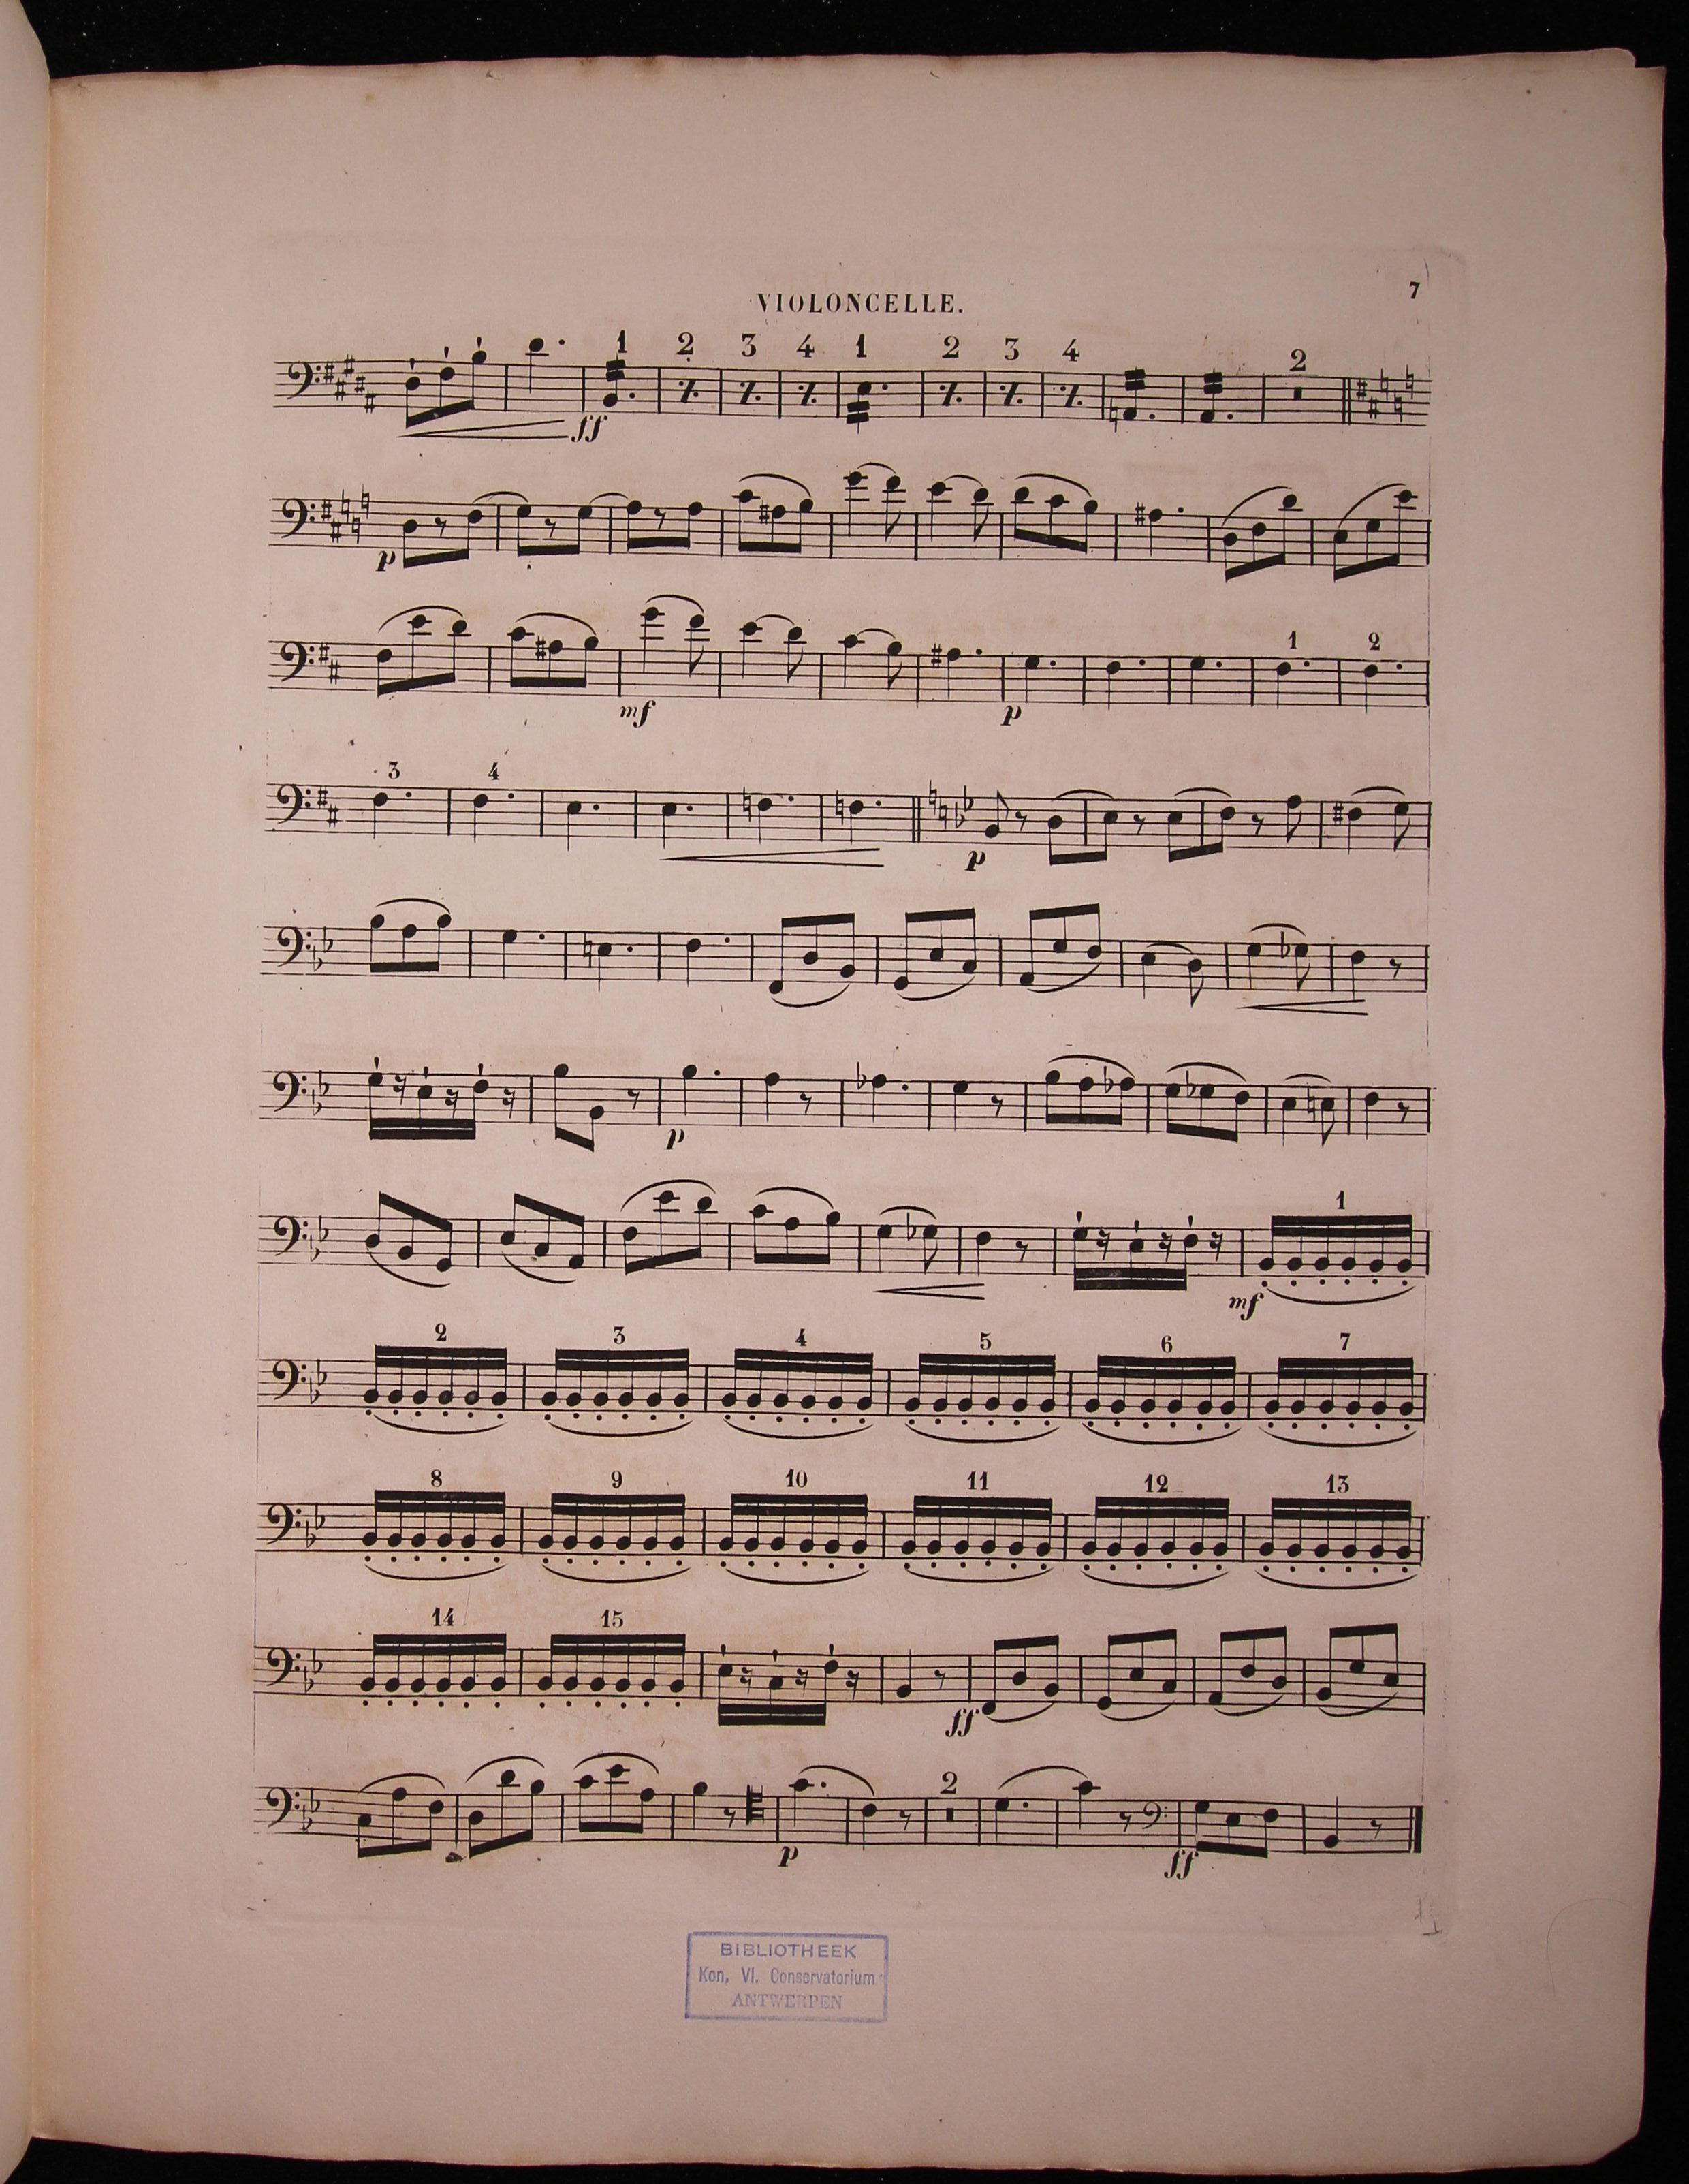 VIOLONCELLE.
7
1 2 3 4 1 2 3 4 2
ff
p
1 2
mf p
3 4
p
p
1
mf
2 3 4 5 6 7
8 9 10 11 12 13
14 15
ff
2
p ff
BIBLIOTHEEK
Kon. Vl. Conservatorium
ANTWERPEN